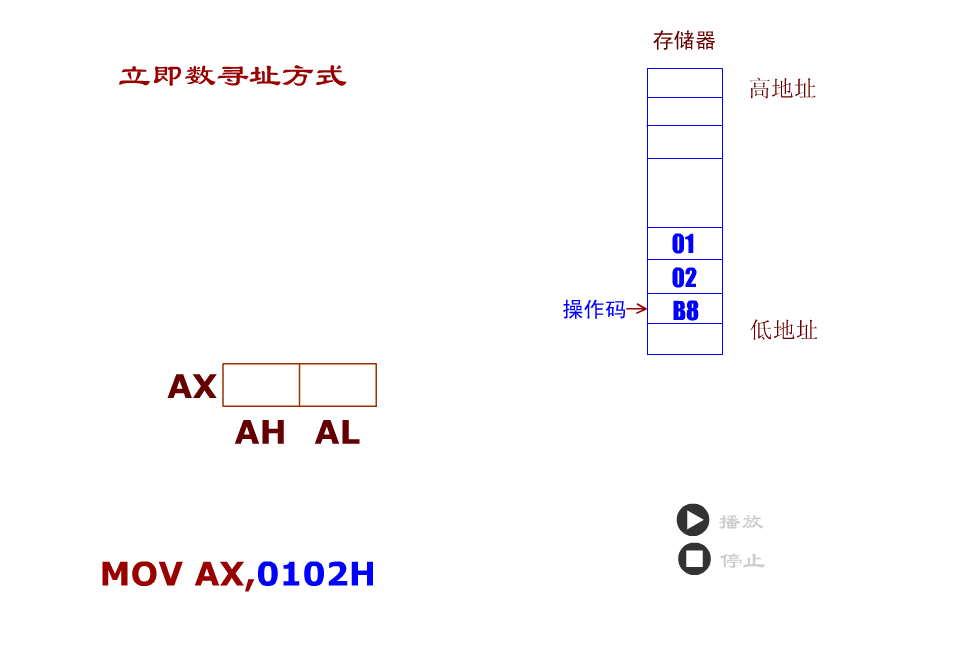 存储器
立即数寻址方式
高地址
01
02
操作码
B8
低地址
AX
AH AL
播放
停止
MOV AX,0102H